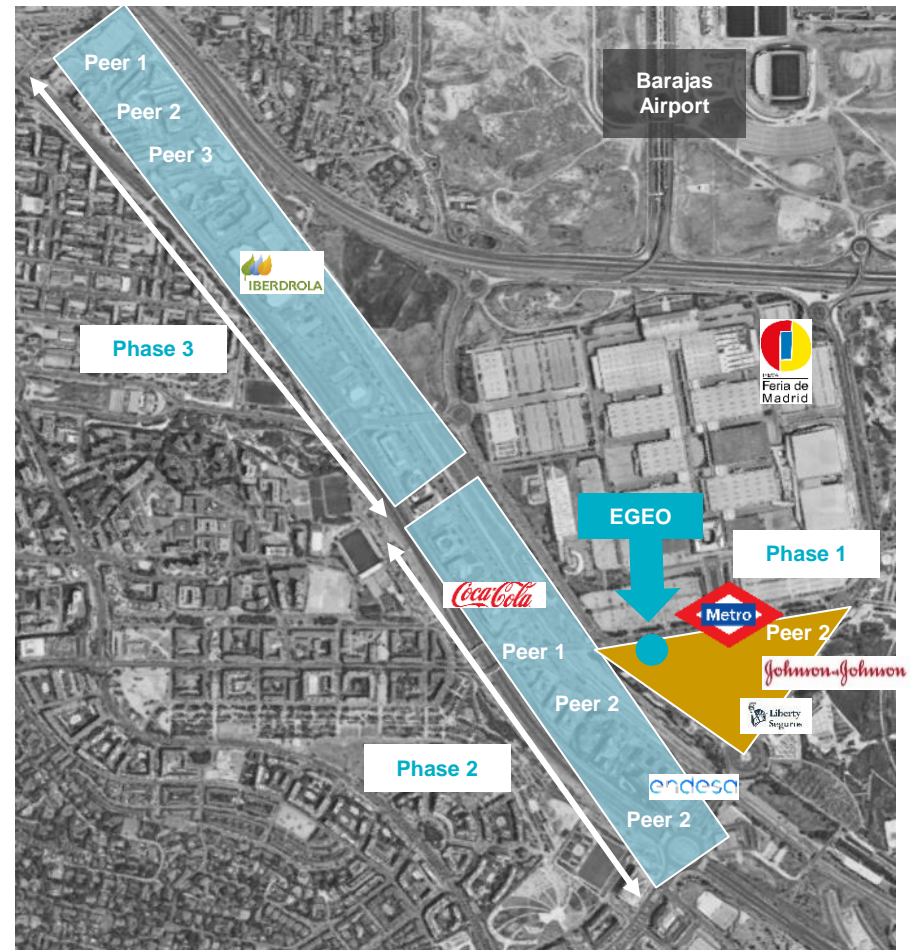 Peer 1
Barajas
Airport
Peer 2
Peer 3
IBERDROLA
Phase 3
Feria de
Madrid
EGEO
Phase 1
Coca-Cola
Metro
Peer 2
Peer 1
Johnson & Johnson
Peer 2
Liberty
Seguros
Phase 2
endesa
Peer 2